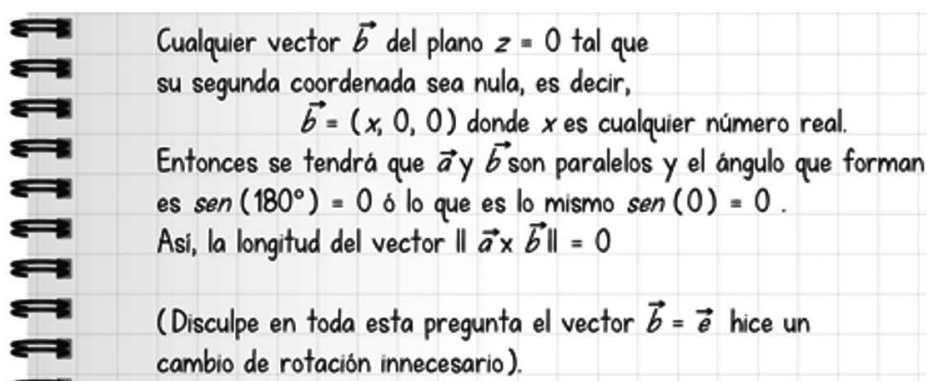 Cualquier vector b⃗ del plano z = 0 tal que
su segunda coordenada sea nula, es decir,
b⃗ = (x, 0, 0) donde x es cualquier número real.
Entonces se tendrá que a⃗ y b⃗ son paralelos y el ángulo que forman
es sen (180°) = 0 ó lo que es lo mismo sen (0) = 0 .
Así, la longitud del vector || a⃗ x b⃗ || = 0
(Disculpe en toda esta pregunta el vector b⃗ = e⃗ hice un
cambio de rotación innecesario).